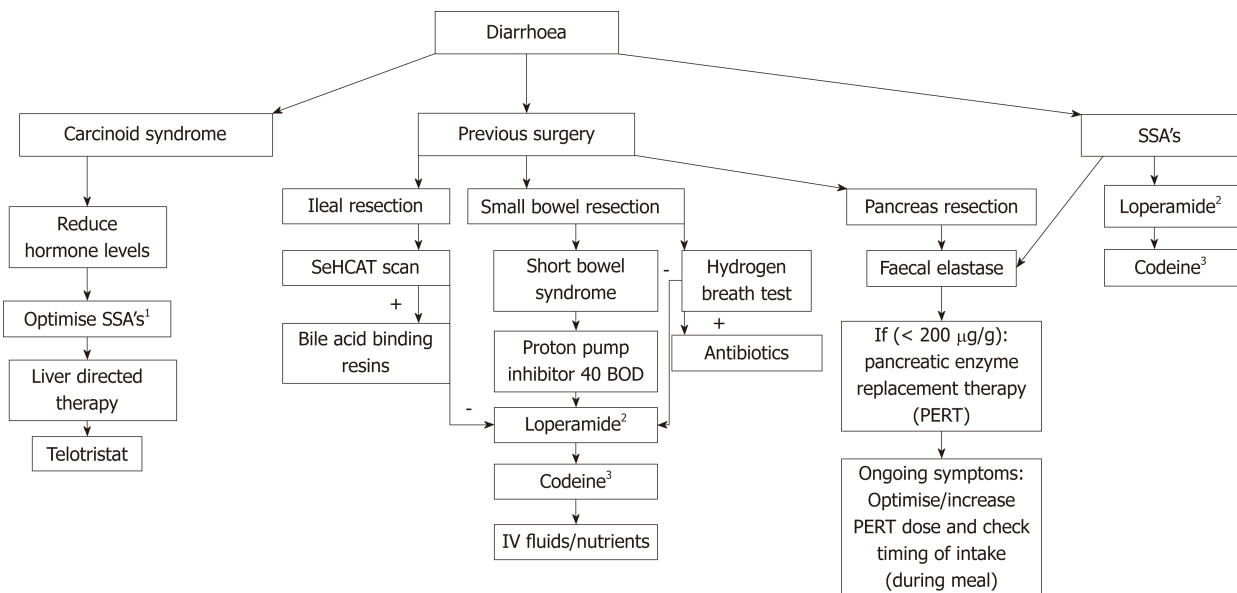 Diarrhoea
Carcinoid syndrome
Previous surgery
SSA's
Reduce
hormone levels
Optimise SSA's¹
Liver directed
therapy
Telotristat
Ileal resection
SeHCAT scan
+
Bile acid binding
resins
-
Small bowel resection
Short bowel
syndrome
Proton pump
inhibitor 40 BOD
Loperamide²
Codeine³
IV fluids/nutrients
-
Hydrogen
breath test
+
Antibiotics
Pancreas resection
Faecal elastase
If (< 200 μg/g):
pancreatic enzyme
replacement therapy
(PERT)
Ongoing symptoms:
Optimise/increase
PERT dose and check
timing of intake
(during meal)
Loperamide²
Codeine³